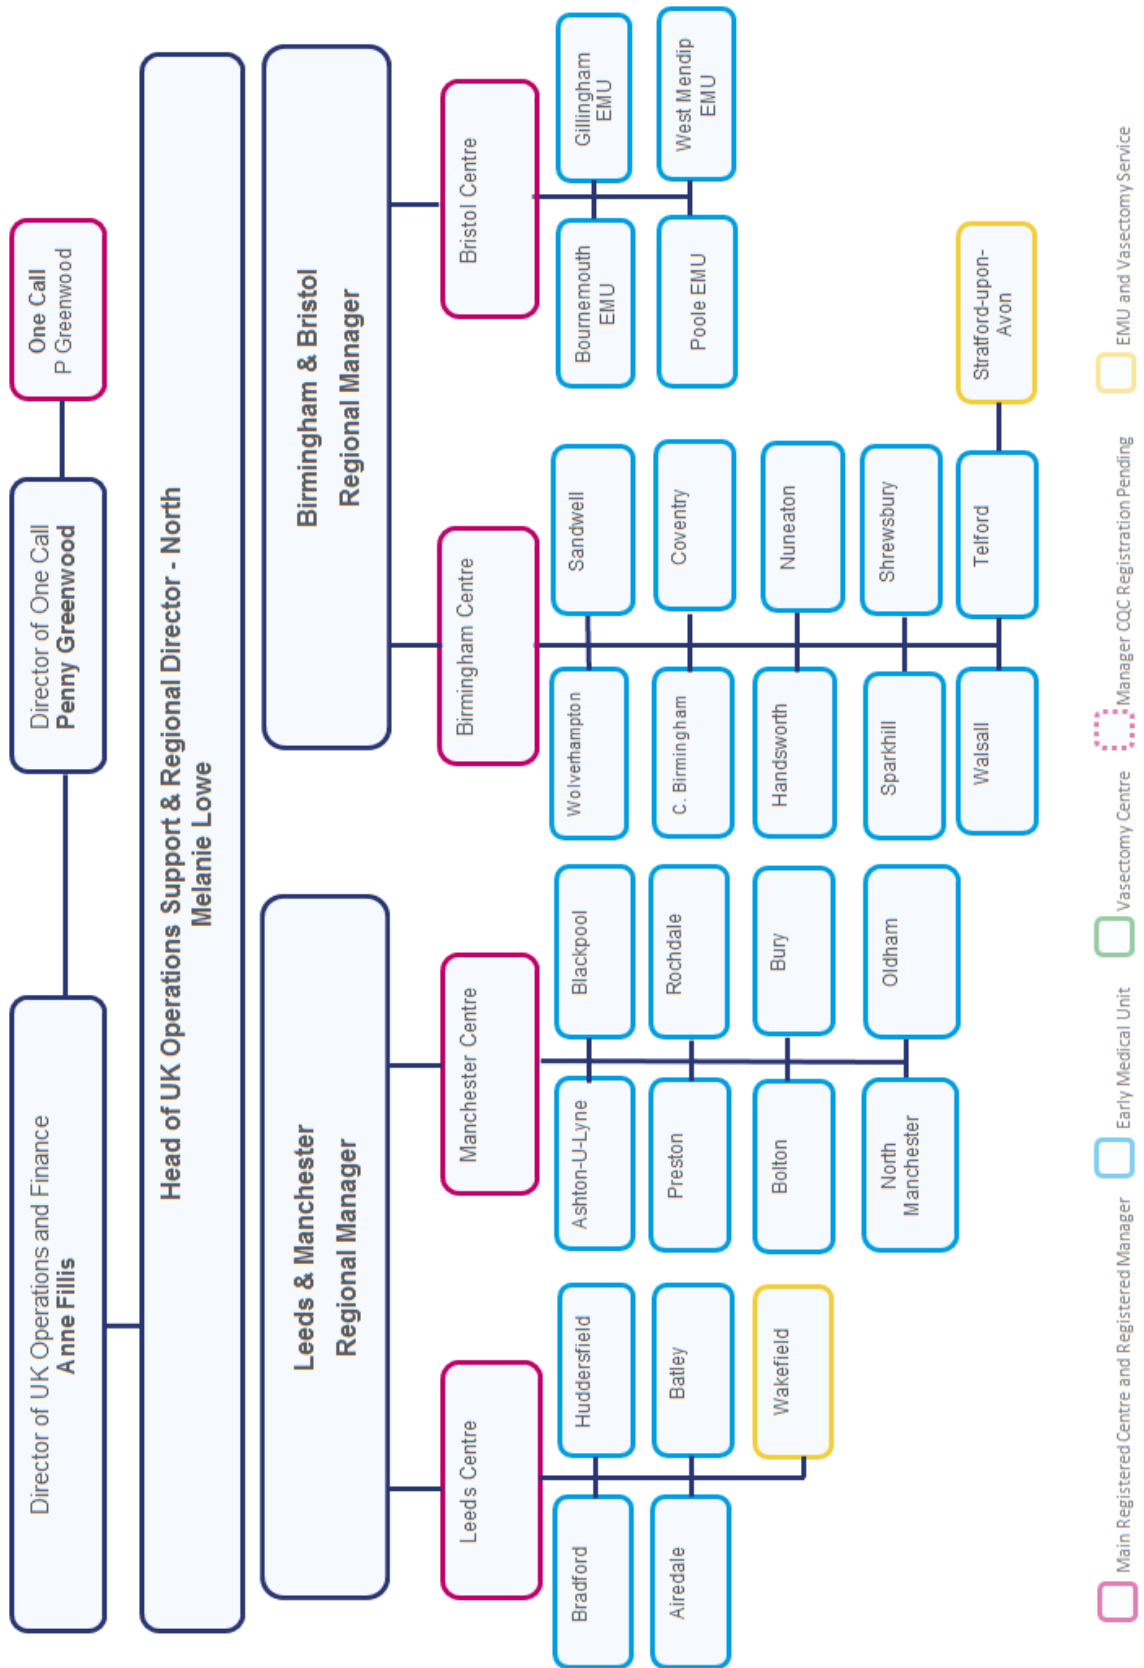 Director of UK Operations and Finance
Anne Fillis
Director of One Call
Penny Greenwood
One Call
P Greenwood
Head of UK Operations Support & Regional Director - North
Melanie Lowe
Leeds & Manchester
Regional Manager
Birmingham & Bristol
Regional Manager
Leeds Centre
Manchester Centre
Birmingham Centre
Bristol Centre
Bradford
Huddersfield
Airedale
Batley
Wakefield
Ashton-U-Lyne
Blackpool
Preston
Rochdale
Bolton
Bury
North
Manchester
Oldham
Wolverhampton
Sandwell
C. Birmingham
Coventry
Handsworth
Nuneaton
Sparkhill
Shrewsbury
Walsall
Telford
Stratford-upon-
Avon
Bournemouth
EMU
Gillingham
EMU
Poole EMU
West Mendip
EMU
Main Registered Centre and Registered Manager
Early Medical Unit
Vasectomy Centre
Manager CQC Registration Pending
EMU and Vasectomy Service